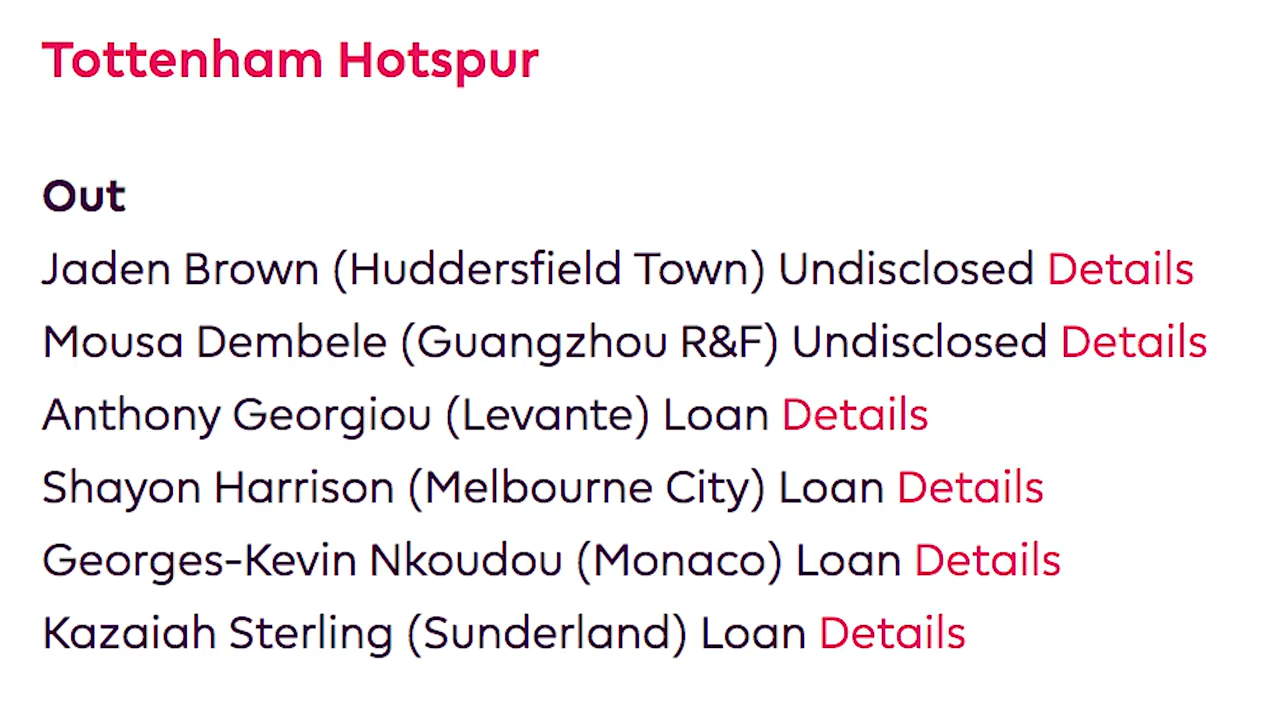 Tottenham Hotspur
Out
Jaden Brown (Huddersfield Town) Undisclosed Details
Mousa Dembele (Guangzhou R&F) Undisclosed Details
Anthony Georgiou (Levante) Loan Details
Shayon Harrison (Melbourne City) Loan Details
Georges-Kevin Nkoudou (Monaco) Loan Details
Kazaiah Sterling (Sunderland) Loan Details